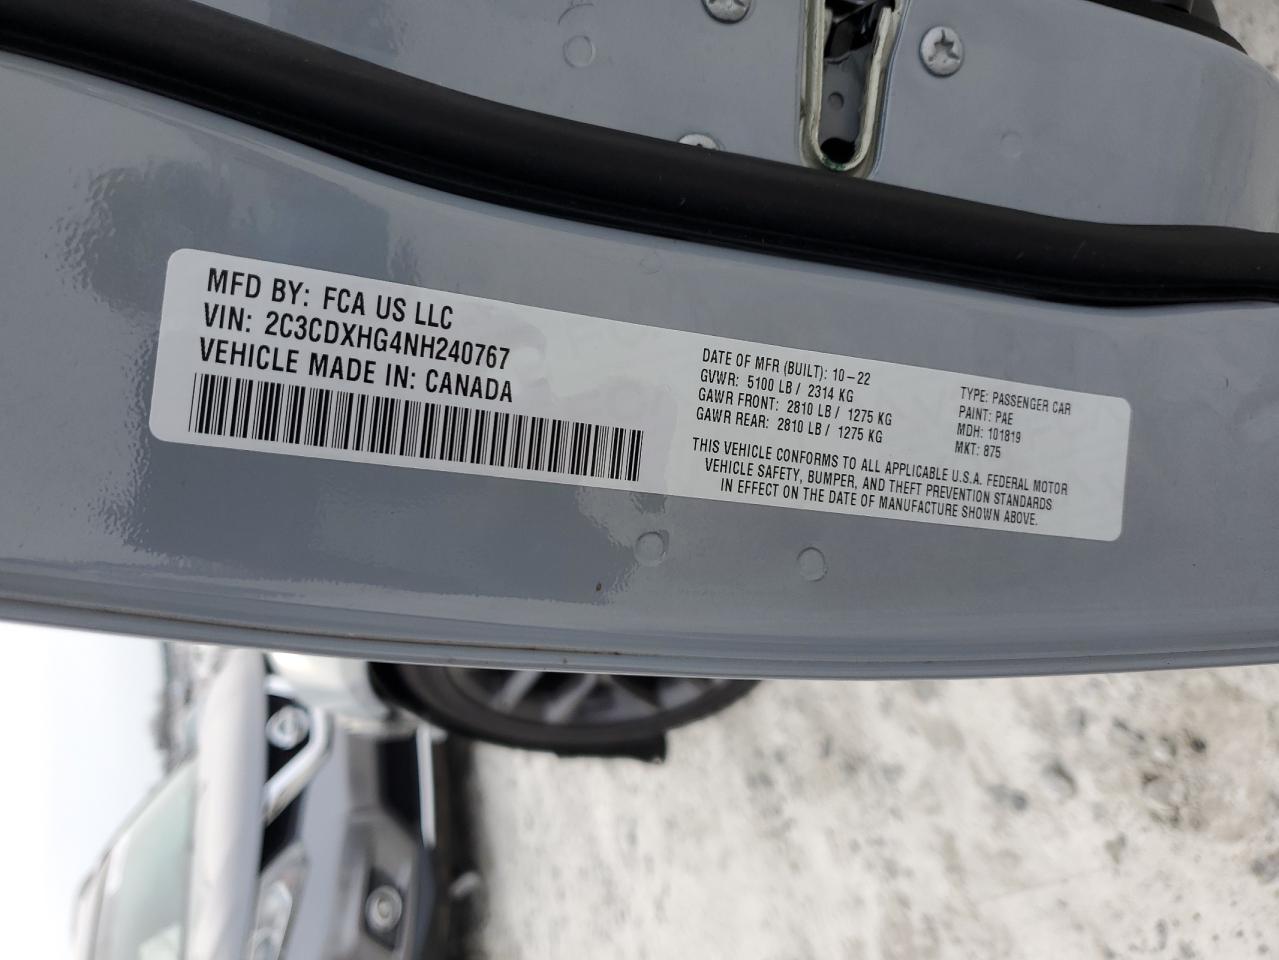 MFD BY: FCA US LLC
VIN: 2C3CDXHG4NH240767
VEHICLE MADE IN: CANADA
DATE OF MFR (BUILT): 10-22
GVWR: 5100 LB / 2314 KG
GAWR FRONT: 2810 LB / 1275 KG
GAWR REAR: 2810 LB / 1275 KG
TYPE: PASSENGER CAR
PAINT: PAE
MDH: 101819
MKT: 875
THIS VEHICLE CONFORMS TO ALL APPLICABLE U.S.A. FEDERAL MOTOR
VEHICLE SAFETY, BUMPER, AND THEFT PREVENTION STANDARDS
IN EFFECT ON THE DATE OF MANUFACTURE SHOWN ABOVE.